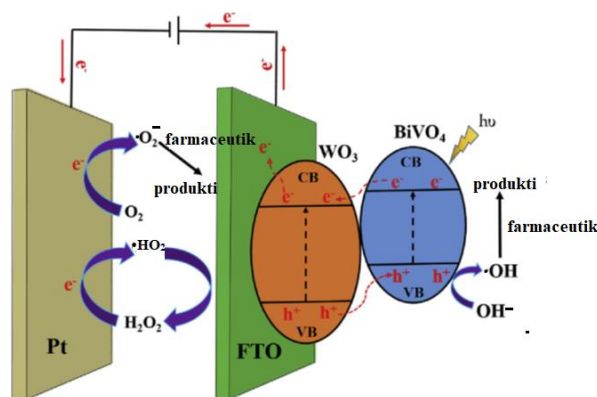 e⁻
e⁻
e⁻
hυ
BiVO₄
WO₃
·O₂⁻ farmaceutik
produkti
e⁻
O₂
·HO₂
e⁻
H₂O₂
Pt
FTO
e⁻
CB
e⁻ e⁻
h⁺ h⁺
VB
CB
e⁻ e⁻
h⁺ h⁺
VB
produkti
farmaceutik
·OH
OH⁻